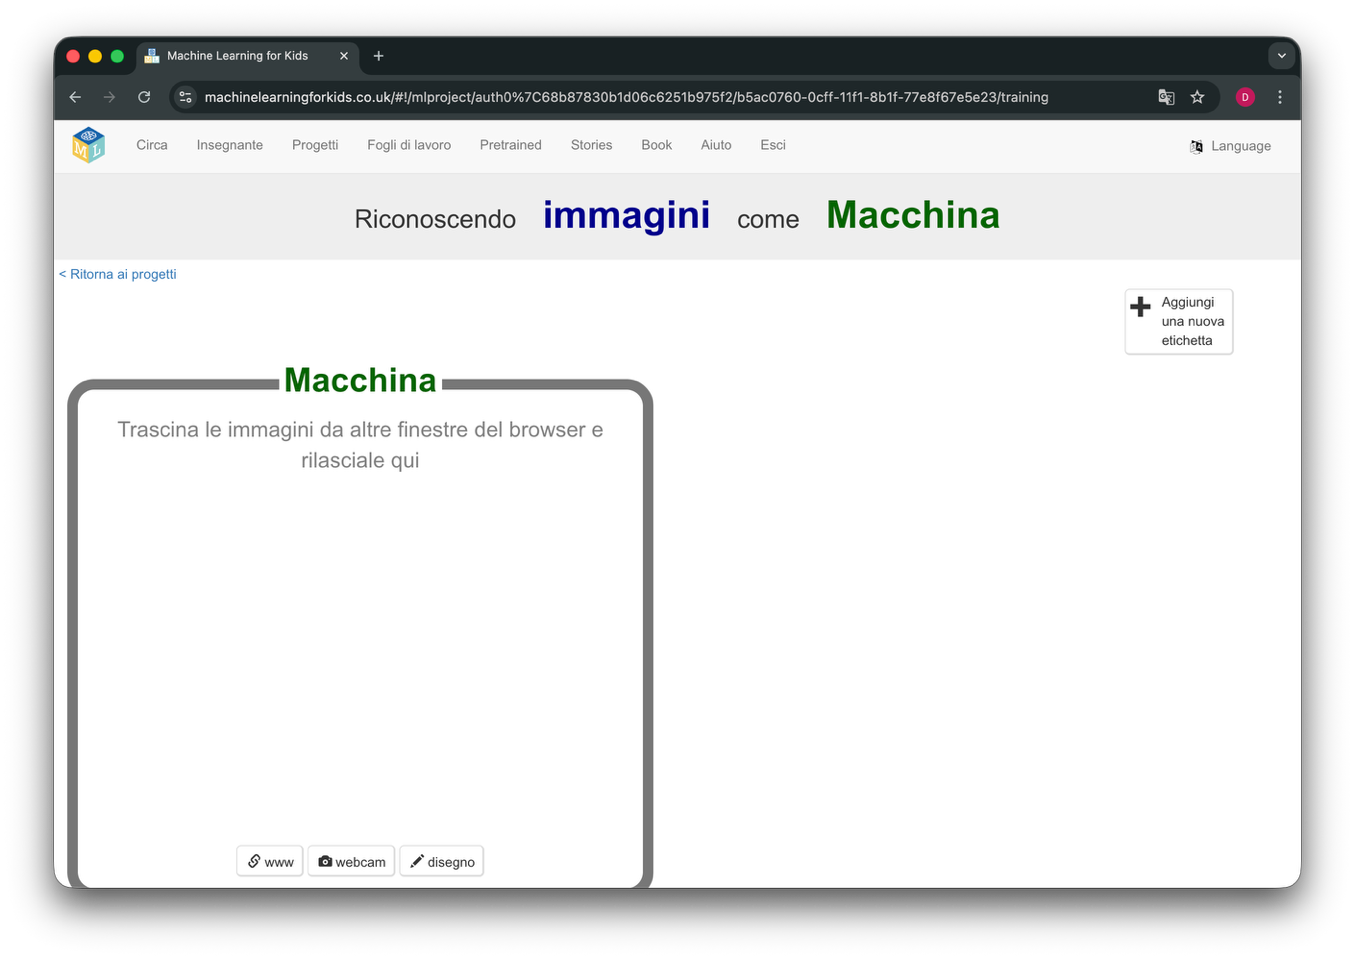 Machine Learning for Kids
machinelearningforkids.co.uk/#!/mlproject/auth0%7C68b87830b1d06c6251b975f2/b5ac0760-0cff-11f1-8b1f-77e8f67e5e23/training
D
M L
Circa Insegnante Progetti Fogli di lavoro Pretrained Stories Book Aiuto Esci Language
Riconoscendo immagini come Macchina
< Ritorna ai progetti
Aggiungi
una nuova
etichetta
Macchina
Trascina le immagini da altre finestre del browser e
rilasciale qui
www webcam disegno